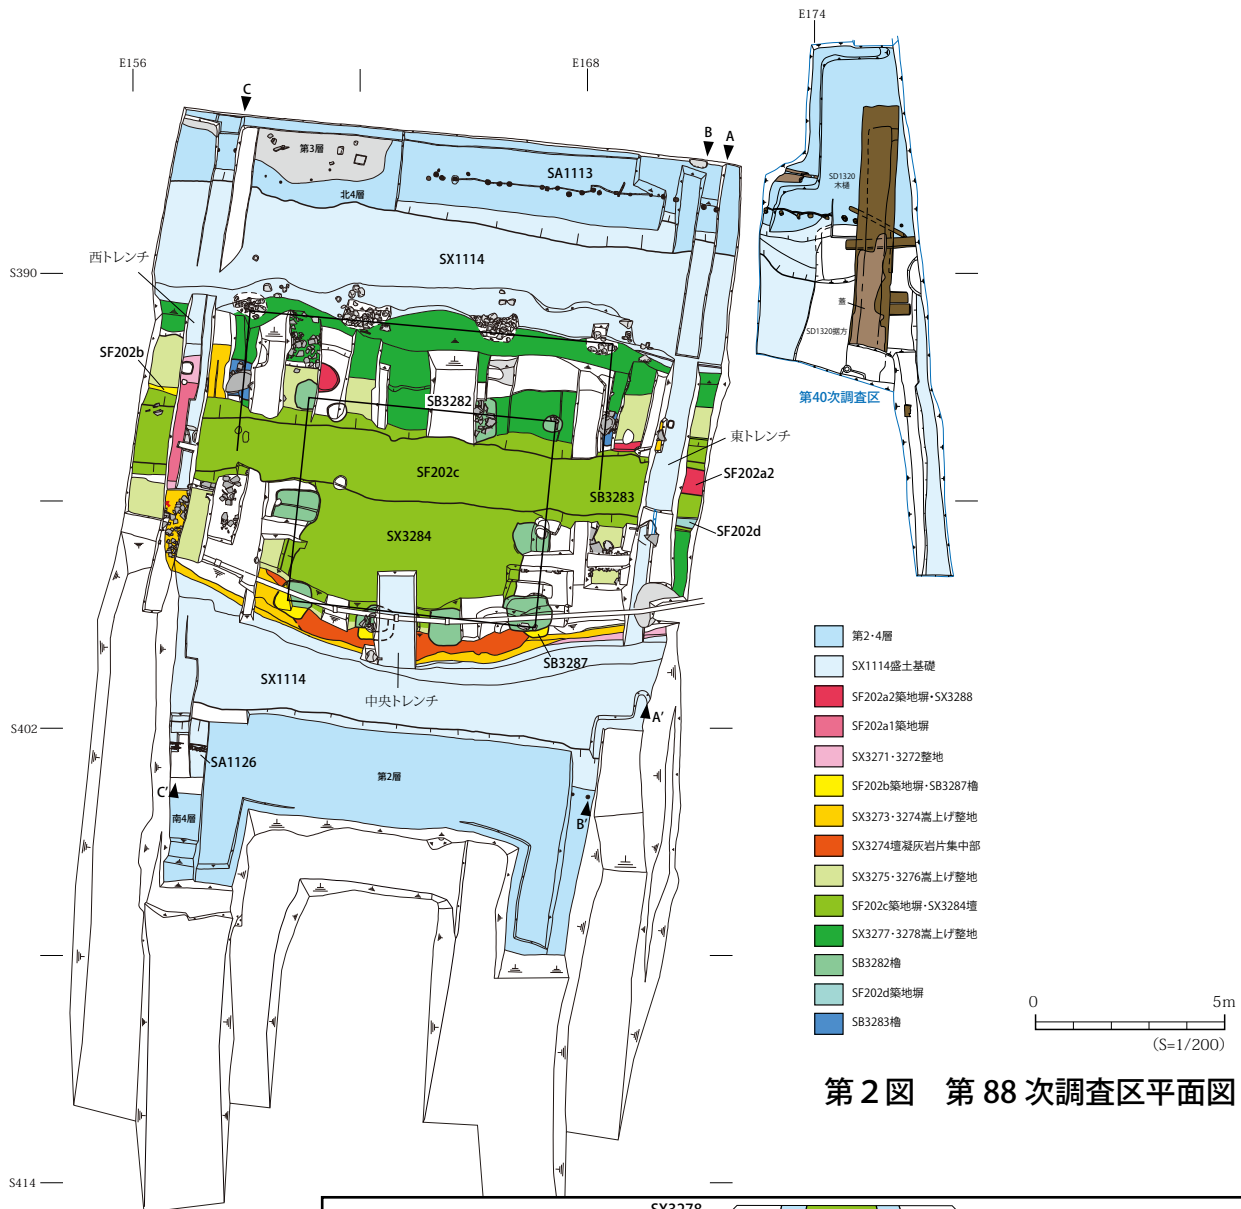 E174
E156
E168
C
B
A
第3層
SA1113
北4層
SD1320
木樋
西トレンチ
SX1114
S390
蓋
SD1320据方
SF202b
第40次調査区
SB3282
東トレンチ
SF202c
SF202a2
SB3283
SF202d
SX3284
SB3287
SX1114
中央トレンチ
A'
S402
SA1126
第2層
C'
B'
南4層
第2・4層
SX1114盛土基礎
SF202a2築地塀・SX3288
SF202a1築地塀
SX3271・3272整地
SF202b築地塀・SB3287櫓
SX3273・3274嵩上げ整地
SX3274壇凝灰岩片集中部
SX3275・3276嵩上げ整地
SF202c築地塀・SX3284壇
SX3277・3278嵩上げ整地
SB3282櫓
SF202d築地塀
SB3283櫓
0 5m
(S=1/200)
第2図 第 88 次調査区平面図
S414
SX3278